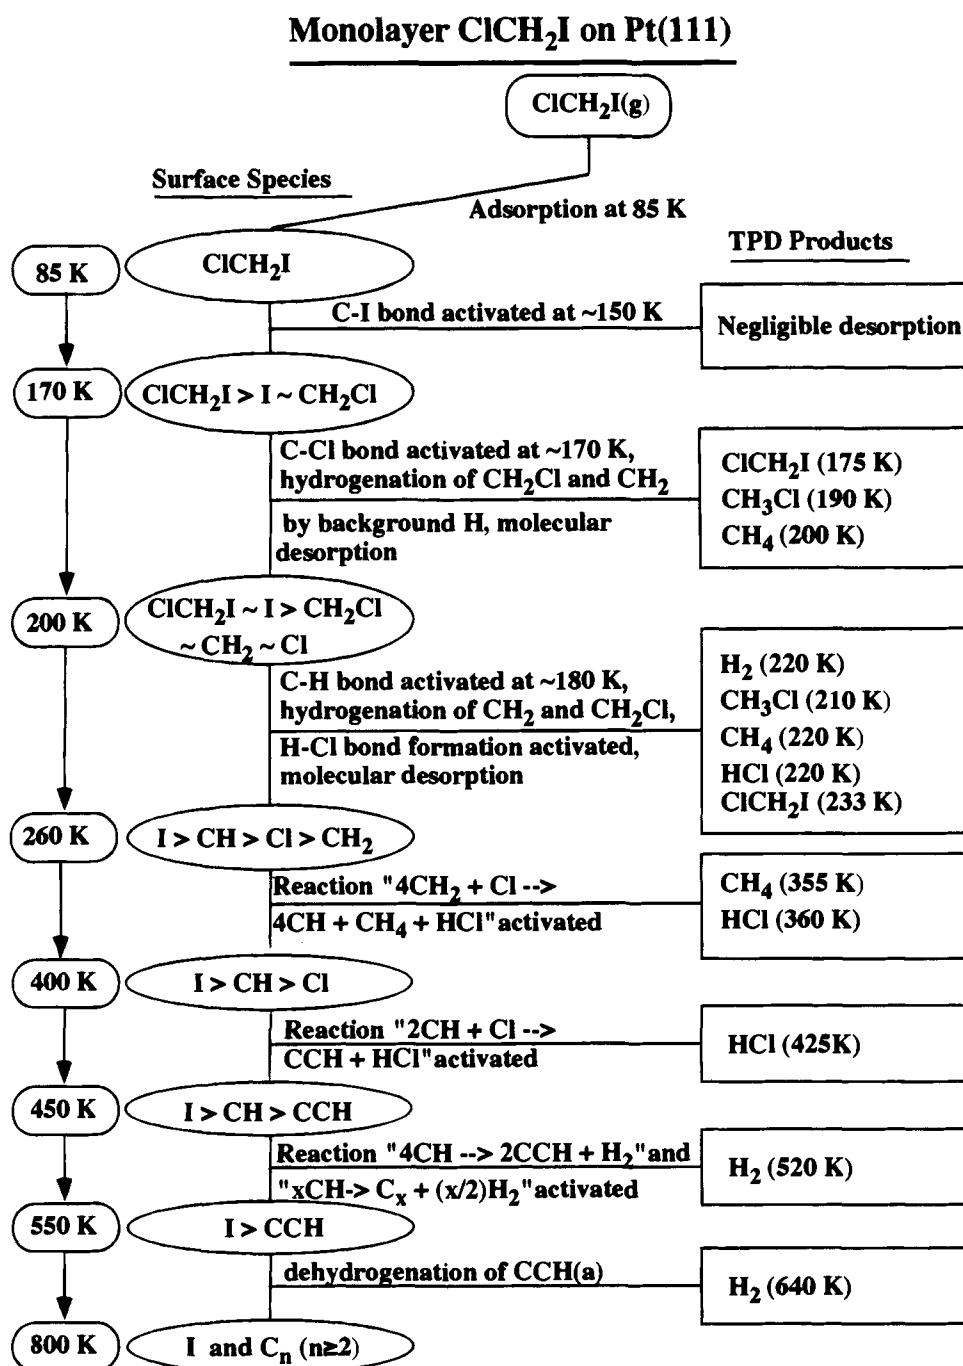 Monolayer ClCH₂I on Pt(111)
ClCH₂I(g)
Surface Species
Adsorption at 85 K
TPD Products
85 K
ClCH₂I
C-I bond activated at ~150 K
Negligible desorption
170 K
ClCH₂I > I ~ CH₂Cl
C-Cl bond activated at ~170 K,
hydrogenation of CH₂Cl and CH₂
by background H, molecular
desorption
ClCH₂I (175 K)
CH₃Cl (190 K)
CH₄ (200 K)
200 K
ClCH₂I ~ I > CH₂Cl
~ CH₂ ~ Cl
C-H bond activated at ~180 K,
hydrogenation of CH₂ and CH₂Cl,
H-Cl bond formation activated,
molecular desorption
H₂ (220 K)
CH₃Cl (210 K)
CH₄ (220 K)
HCl (220 K)
ClCH₂I (233 K)
260 K
I > CH > Cl > CH₂
Reaction "4CH₂ + Cl -->
4CH + CH₄ + HCl" activated
CH₄ (355 K)
HCl (360 K)
400 K
I > CH > Cl
Reaction "2CH + Cl -->
CCH + HCl" activated
HCl (425K)
450 K
I > CH > CCH
Reaction "4CH --> 2CCH + H₂" and
"xCH-> Cₓ + (x/2)H₂" activated
H₂ (520 K)
550 K
I > CCH
dehydrogenation of CCH(a)
H₂ (640 K)
800 K
I and Cₙ (n≥2)